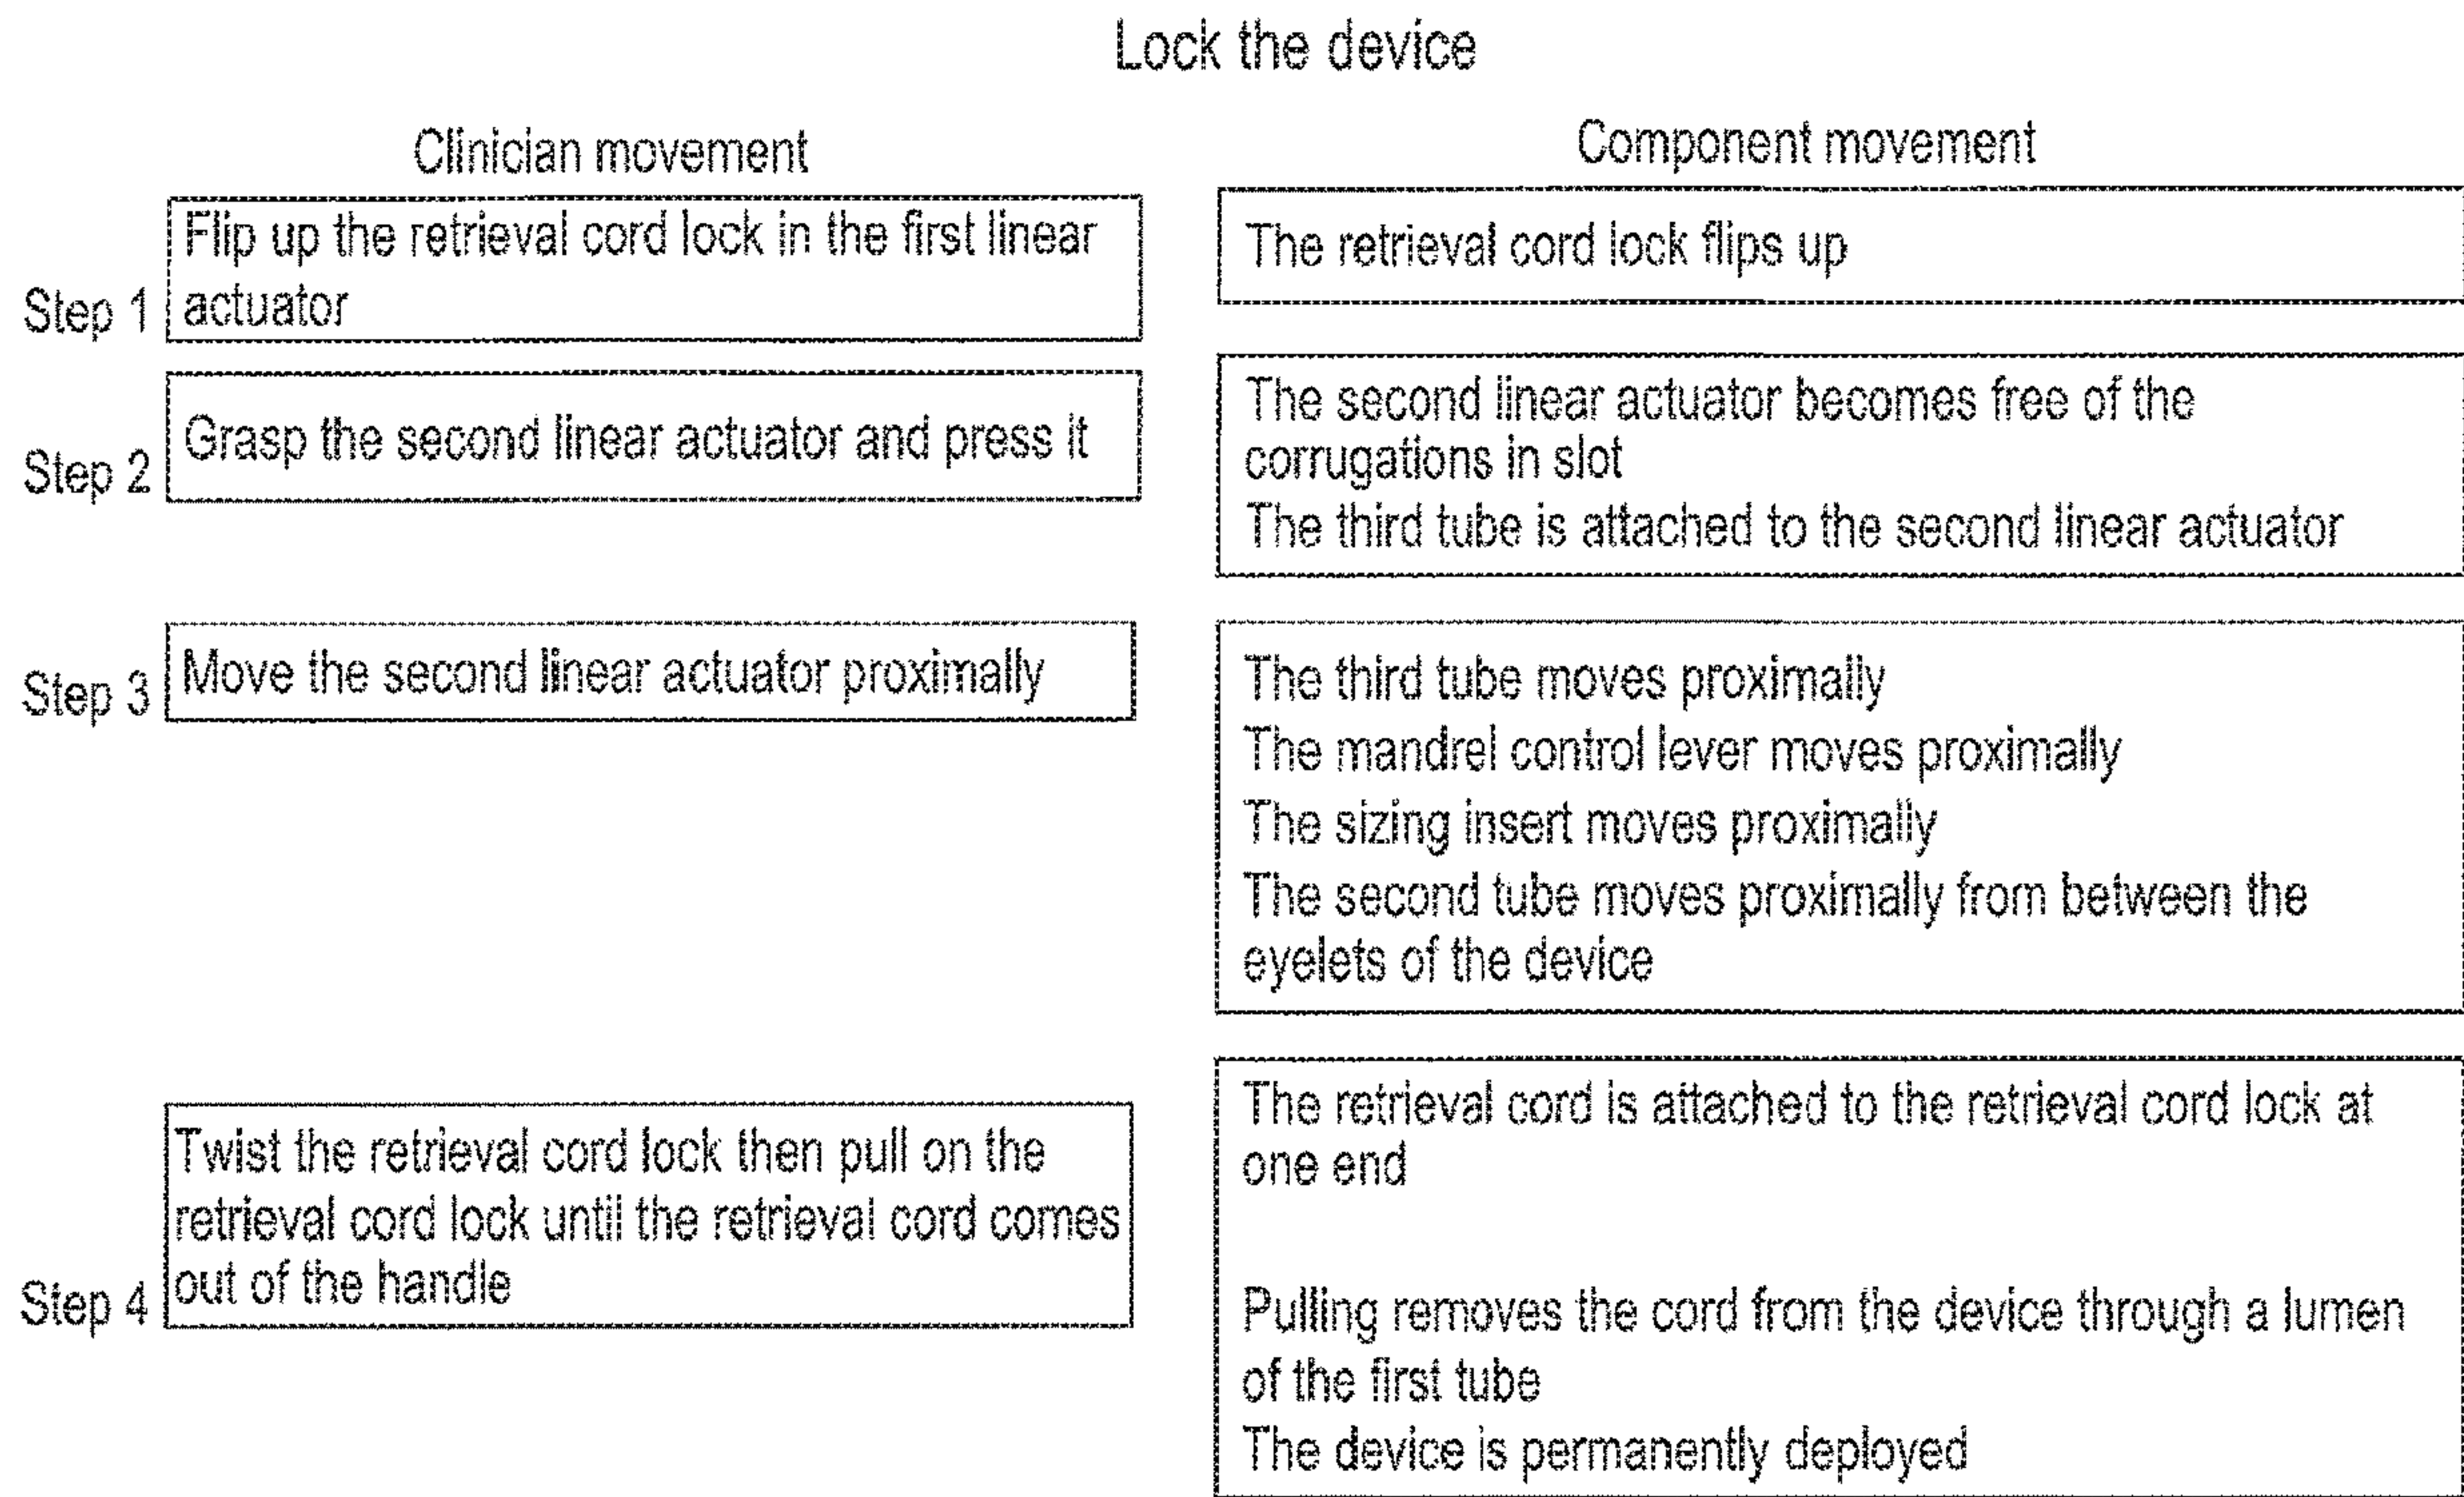 Lock the device
Clinician movement
Component movement
Step 1
Flip up the retrieval cord lock in the first linear
actuator
The retrieval cord lock flips up
Step 2
Grasp the second linear actuator and press it
The second linear actuator becomes free of the
corrugations in slot
The third tube is attached to the second linear actuator
Step 3
Move the second linear actuator proximally
The third tube moves proximally
The mandrel control lever moves proximally
The sizing insert moves proximally
The second tube moves proximally from between the
eyelets of the device
Step 4
Twist the retrieval cord lock then pull on the
retrieval cord lock until the retrieval cord comes
out of the handle
The retrieval cord is attached to the retrieval cord lock at
one end
Pulling removes the cord from the device through a lumen
of the first tube
The device is permanently deployed